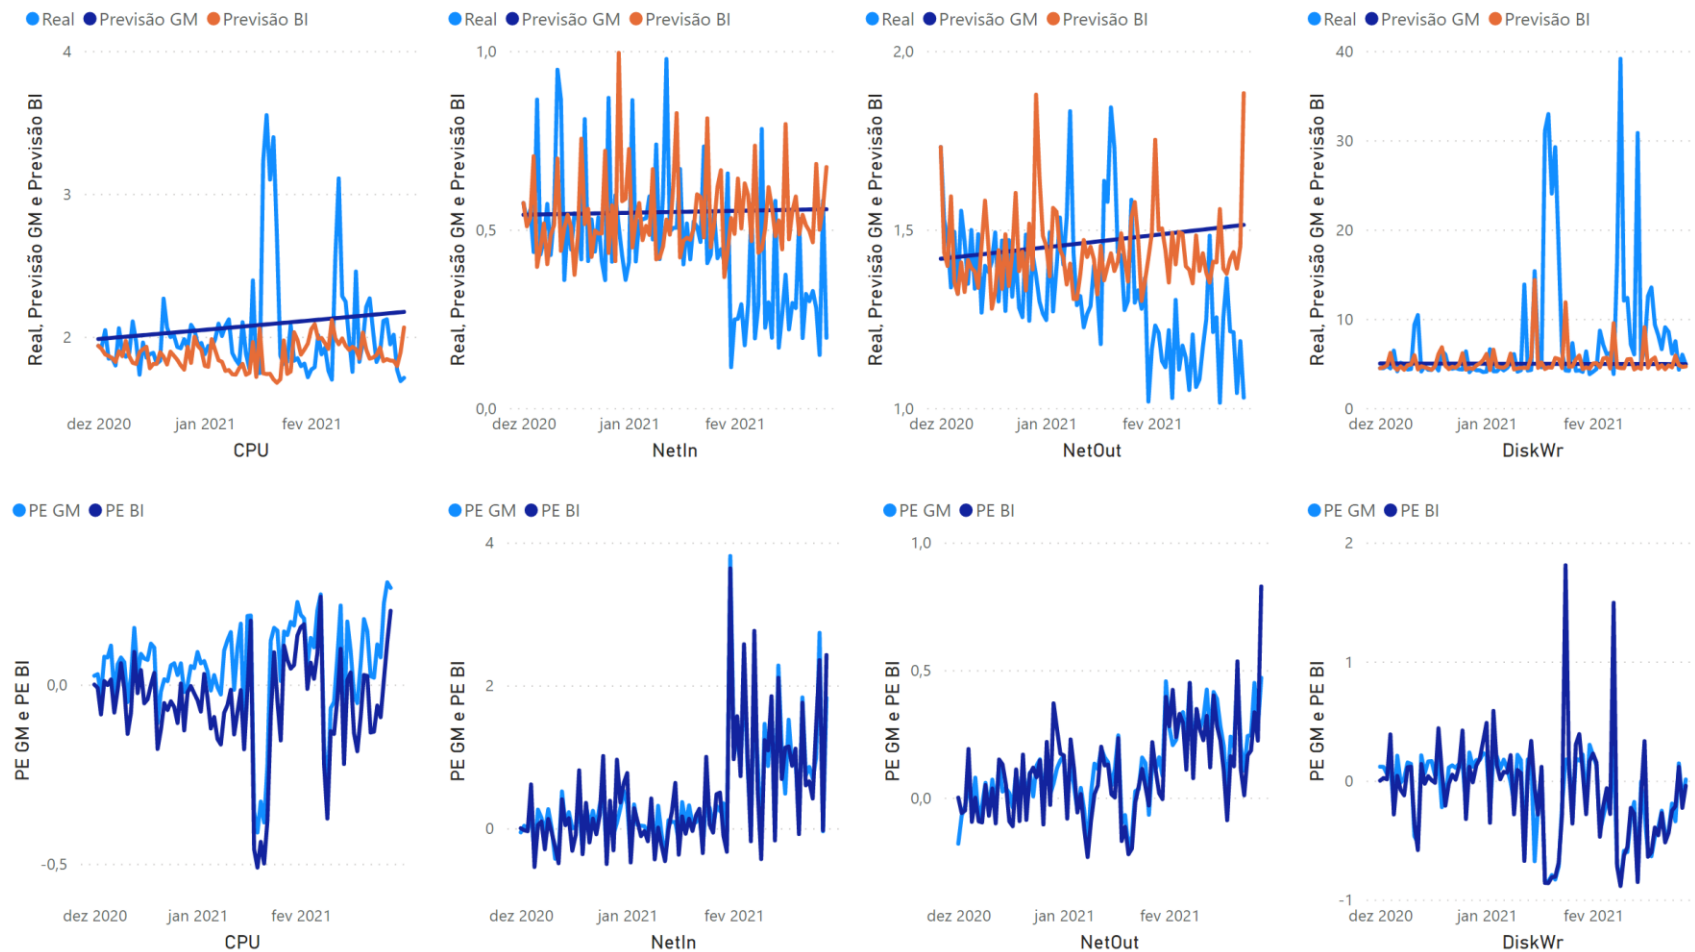 Real Previsão GM Previsão BI
Real, Previsão GM e Previsão BI
4
3
2
dez 2020 jan 2021 fev 2021
CPU
Real Previsão GM Previsão BI
Real, Previsão GM e Previsão BI
1,0
0,5
0,0
dez 2020 jan 2021 fev 2021
NetIn
Real Previsão GM Previsão BI
Real, Previsão GM e Previsão BI
2,0
1,5
1,0
dez 2020 jan 2021 fev 2021
NetOut
Real Previsão GM Previsão BI
Real, Previsão GM e Previsão BI
40
30
20
10
0
dez 2020 jan 2021 fev 2021
DiskWr
PE GM PE BI
PE GM e PE BI
0,0
-0,5
dez 2020 jan 2021 fev 2021
CPU
PE GM PE BI
PE GM e PE BI
4
2
0
dez 2020 jan 2021 fev 2021
NetIn
PE GM PE BI
PE GM e PE BI
1,0
0,5
0,0
dez 2020 jan 2021 fev 2021
NetOut
PE GM PE BI
PE GM e PE BI
2
1
0
-1
dez 2020 jan 2021 fev 2021
DiskWr